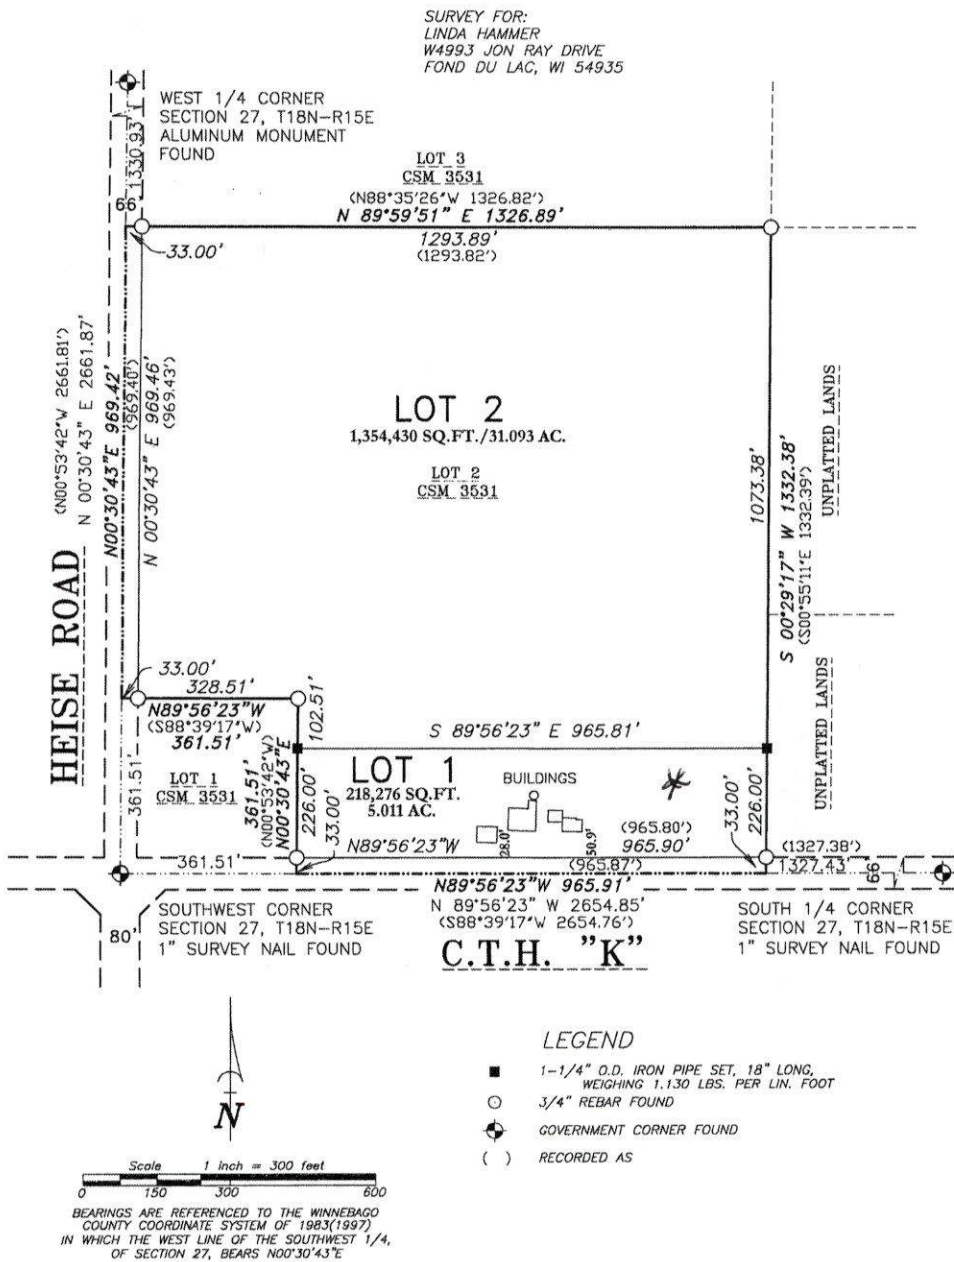 SURVEY FOR:
LINDA HAMMER
W4993 JON RAY DRIVE
FOND DU LAC, WI 54935
WEST 1/4 CORNER
SECTION 27, T18N-R15E
ALUMINUM MONUMENT
FOUND
1330.93'
66'
LOT 3
CSM 3531
(N88°35'26"W 1326.82')
N 89°59'51" E 1326.89'
33.00'
1293.89'
(1293.82')
(N00°53'42"W 2661.81')
N 00°30'43" E 2661.87'
N00°30'43"E 969.42'
(969.40')
N 00°30'43" E 969.46'
(969.43')
LOT 2
1,354,430 SQ.FT./31.093 AC.
LOT 2
CSM 3531
1073.38'
S 00°29'17" W 1332.38'
(S00°55'11"E 1332.39')
UNPLATTED LANDS
UNPLATTED LANDS
HEISE ROAD
33.00'
328.51'
N89°56'23"W
(S88°39'17"W)
361.51'
102.51'
S 89°56'23" E 965.81'
LOT 1
CSM 3531
361.51'
361.51'
(N00°53'42"W)
N00°30'43"E
226.00'
33.00'
LOT 1
218,276 SQ.FT.
5.011 AC.
BUILDINGS
28.0'
50.9'
33.00'
226.00'
361.51'
N89°56'23"W
(965.80')
965.90'
(965.87')
(1327.38')
1327.43'
66'
N89°56'23"W 965.91'
N 89°56'23" W 2654.85'
(S88°39'17"W 2654.76')
C.T.H. "K"
SOUTHWEST CORNER
SECTION 27, T18N-R15E
1" SURVEY NAIL FOUND
80'
SOUTH 1/4 CORNER
SECTION 27, T18N-R15E
1" SURVEY NAIL FOUND
N
LEGEND
1-1/4" O.D. IRON PIPE SET, 18" LONG,
WEIGHING 1.130 LBS. PER LIN. FOOT
3/4" REBAR FOUND
GOVERNMENT CORNER FOUND
( ) RECORDED AS
Scale 1 inch = 300 feet
0 150 300 600
BEARINGS ARE REFERENCED TO THE WINNEBAGO
COUNTY COORDINATE SYSTEM OF 1983(1997)
IN WHICH THE WEST LINE OF THE SOUTHWEST 1/4,
OF SECTION 27, BEARS N00°30'43"E